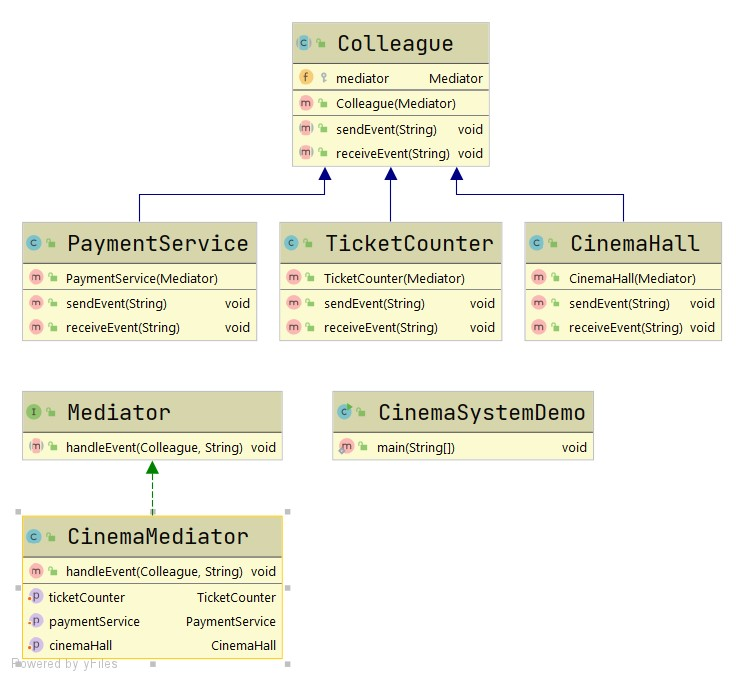 Colleague
mediator Mediator
Colleague(Mediator)
sendEvent(String) void
receiveEvent(String) void
PaymentService
PaymentService(Mediator)
sendEvent(String) void
receiveEvent(String) void
TicketCounter
TicketCounter(Mediator)
sendEvent(String) void
receiveEvent(String) void
CinemaHall
CinemaHall(Mediator)
sendEvent(String) void
receiveEvent(String) void
Mediator
handleEvent(Colleague, String) void
CinemaSystemDemo
main(String[]) void
CinemaMediator
handleEvent(Colleague, String) void
ticketCounter TicketCounter
paymentService PaymentService
cinemaHall CinemaHall
Powered by yFiles